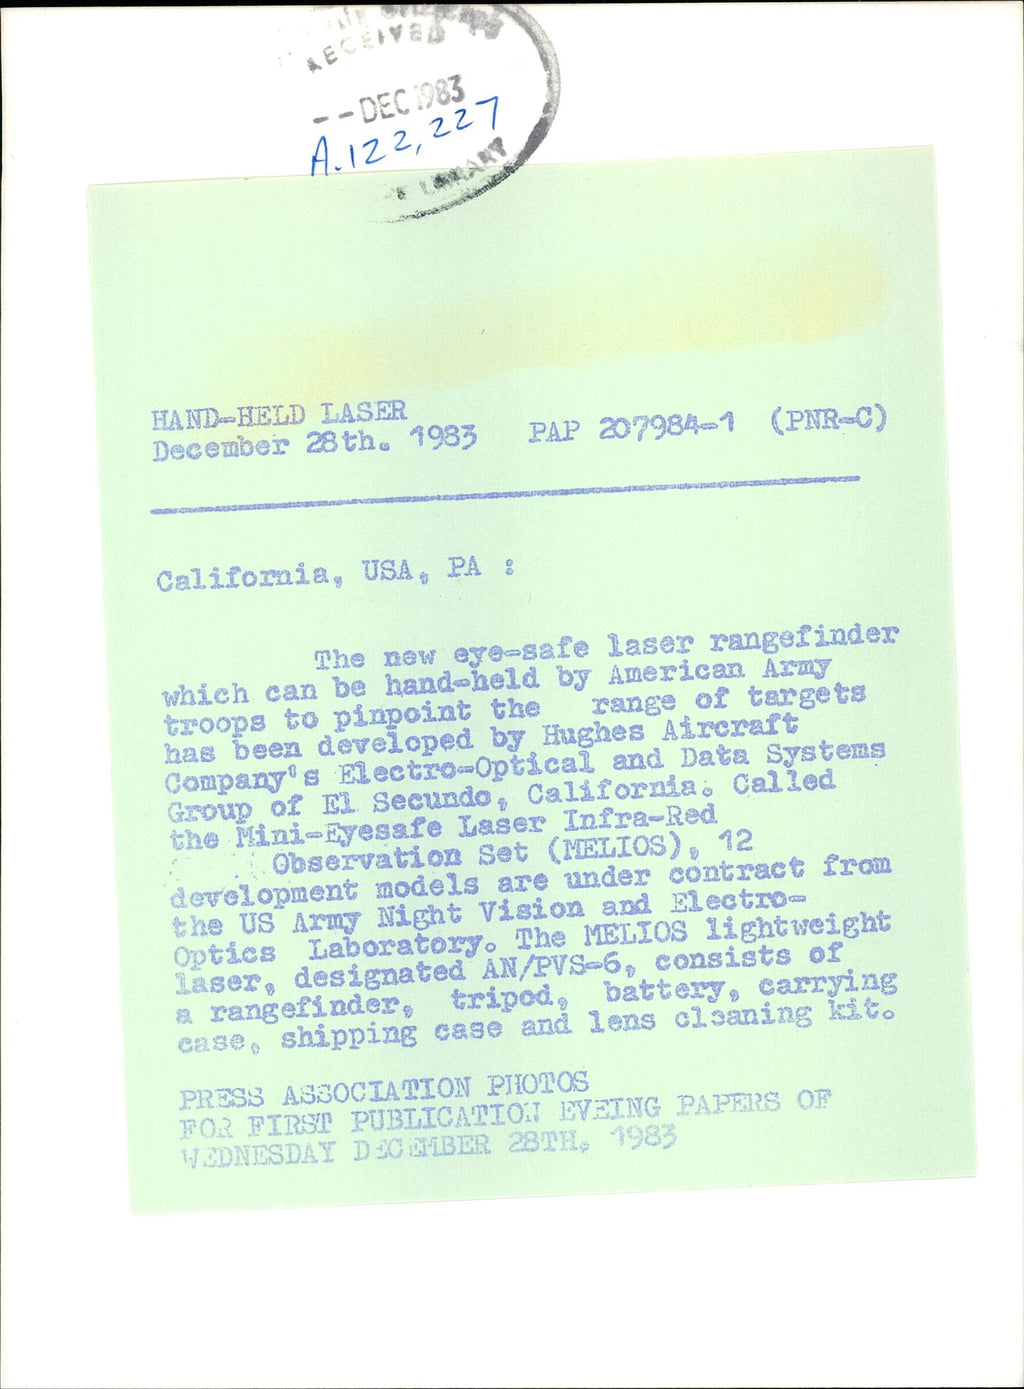 RECEIVED
--DEC 1983
A.122,227
LIBRARY
HAND-HELD LASER
December 28th. 1983 PAP 207984-1 (PNR-C)
California, USA, PA :
The new eye-safe laser rangefinder
which can be hand-held by American Army
troops to pinpoint the range of targets
has been developed by Hughes Aircraft
Company's Electro-Optical and Data Systems
Group of El Secundo, California. Called
the Mini-Eyesafe Laser Infra-Red
Observation Set (MELIOS), 12
development models are under contract from
the US Army Night Vision and Electro-
Optics Laboratory. The MELIOS lightweight
laser, designated AN/PVS-6, consists of
a rangefinder, tripod, battery, carrying
case, shipping case and lens cleaning kit.
PRESS ASSOCIATION PHOTOS
FOR FIRST PUBLICATION EVEING PAPERS OF
WEDNESDAY DECEMBER 28TH. 1983